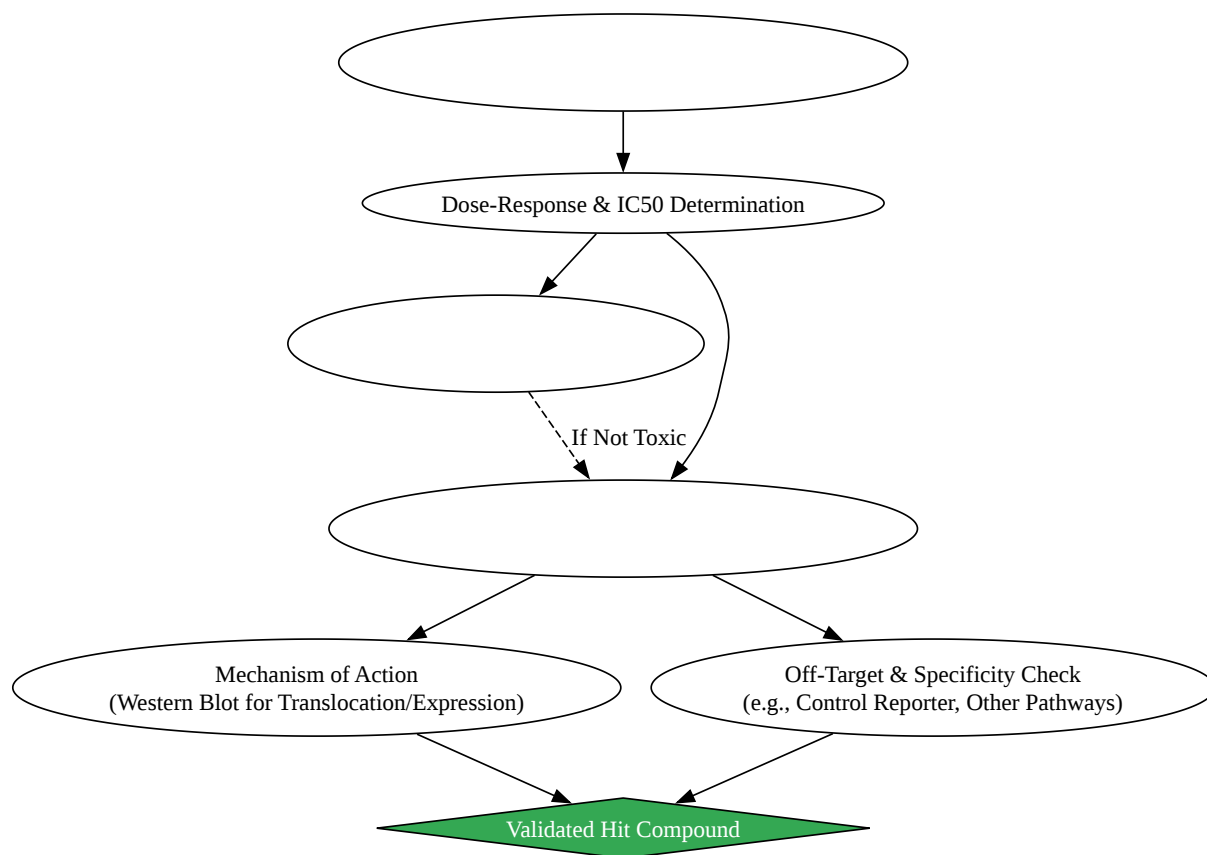 Dose-Response & IC50 Determination
If Not Toxic
Mechanism of Action
(Western Blot for Translocation/Expression)
Off-Target & Specificity Check
(e.g., Control Reporter, Other Pathways)
Validated Hit Compound